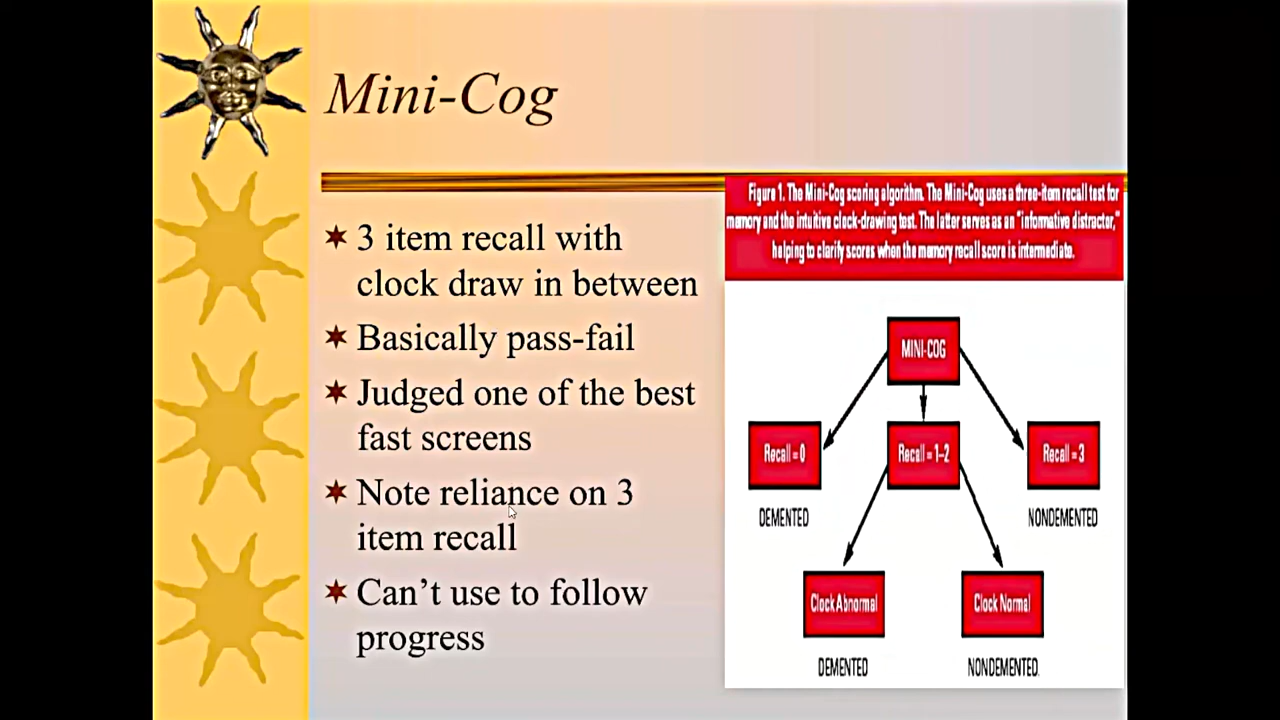 Mini-Cog
3 item recall with
clock draw in between
Basically pass-fail
Judged one of the best
fast screens
Note reliance on 3
item recall
Can’t use to follow
progress
Figure 1. The Mini-Cog scoring algorithm. The Mini-Cog uses a three-item recall test for
memory and the intuitive clock-drawing test. The latter serves as an "informative distractor,"
helping to clarify scores when the memory recall score is intermediate.
MINI-COG
Recall = 0
Recall = 1–2
Recall = 3
DEMENTED
NONDEMENTED
Clock Abnormal
Clock Normal
DEMENTED
NONDEMENTED